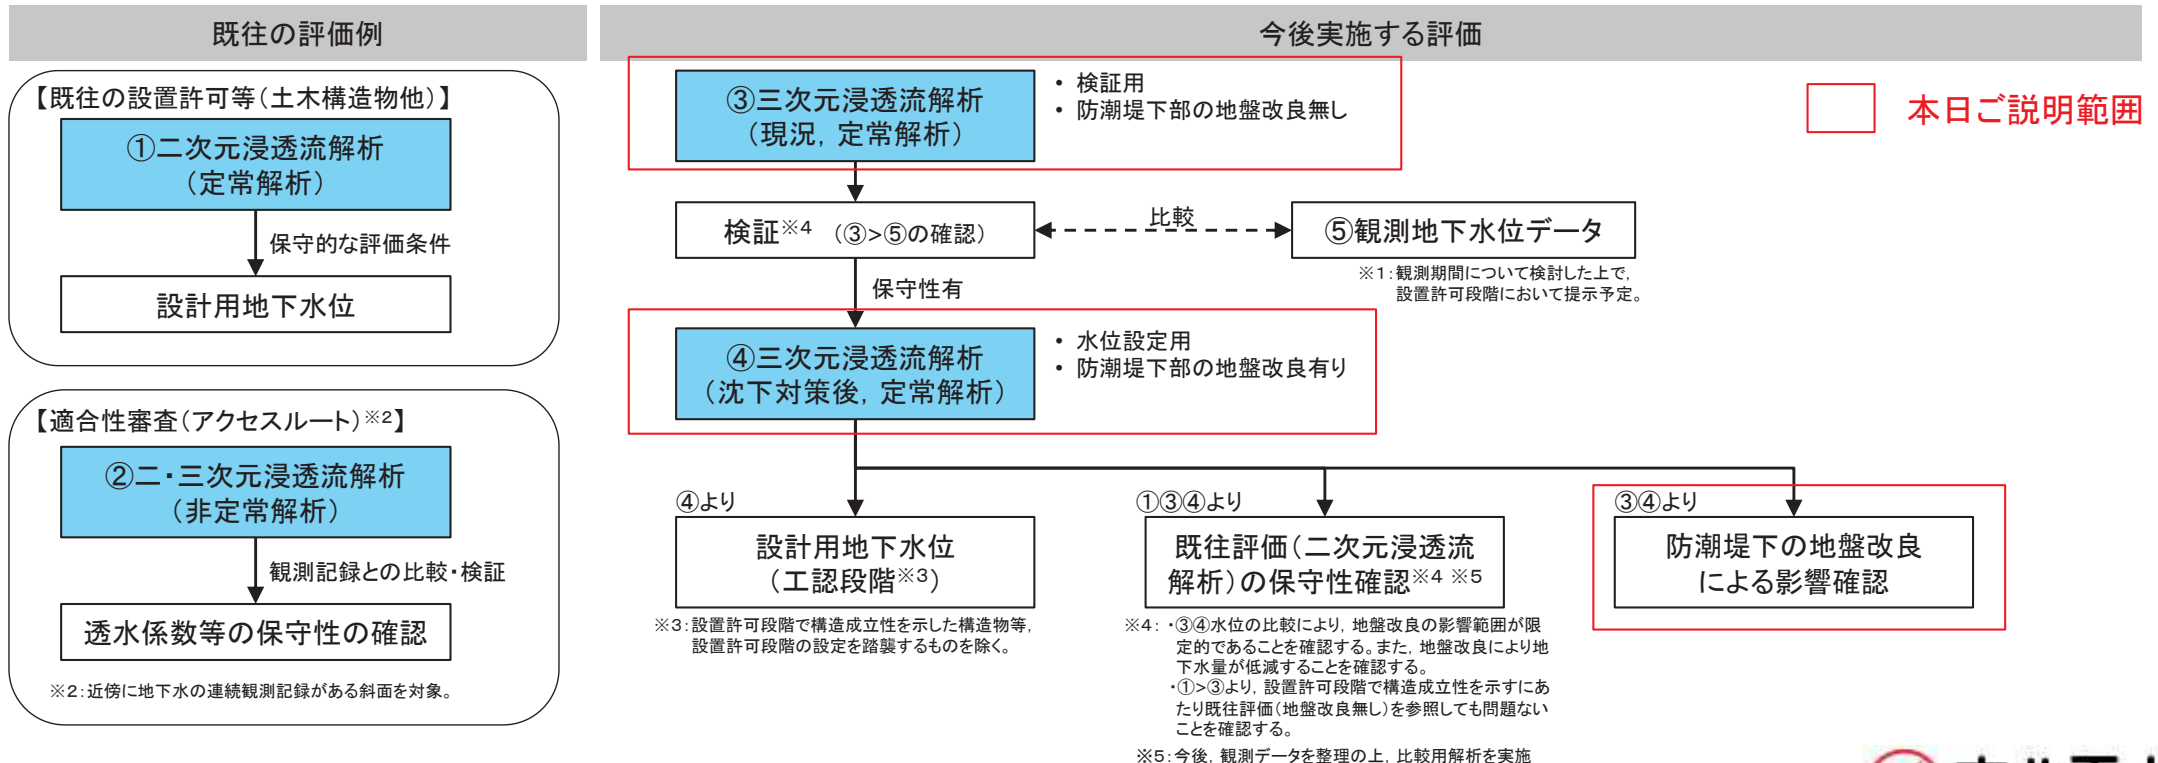 既往の評価例
【既往の設置許可等(土木構造物他)】
①二次元浸透流解析
(定常解析)
保守的な評価条件
設計用地下水位
【適合性審査(アクセスルート)※2】
②二・三次元浸透流解析
(非定常解析)
観測記録との比較・検証
透水係数等の保守性の確認
※2:近傍に地下水の連続観測記録がある斜面を対象。
今後実施する評価
本日ご説明範囲
③三次元浸透流解析
(現況, 定常解析)
・ 検証用
・ 防潮堤下部の地盤改良無し
検証※4 (③>⑤の確認)
比較
⑤観測地下水位データ
※1:観測期間について検討した上で,
設置許可段階において提示予定。
保守性有
④三次元浸透流解析
(沈下対策後, 定常解析)
・ 水位設定用
・ 防潮堤下部の地盤改良有り
④より
設計用地下水位
(工認段階※3)
※3:設置許可段階で構造成立性を示した構造物等,
設置許可段階の設定を踏襲するものを除く。
①③④より
既往評価(二次元浸透流
解析)の保守性確認※4 ※5
※4: ・③④水位の比較により, 地盤改良の影響範囲が限
定的であることを確認する。また, 地盤改良により地
下水量が低減することを確認する。
・①>③より, 設置許可段階で構造成立性を示すにあ
たり既往評価(地盤改良無し)を参照しても問題ない
ことを確認する。
※5:今後, 観測データを整理の上, 比較用解析を実施
③④より
防潮堤下の地盤改良
による影響確認